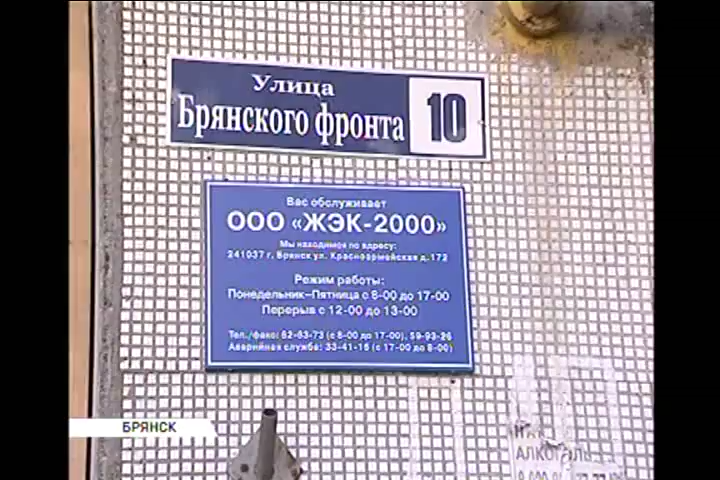 Улица
Брянского фронта
10
Вас обслуживает
ООО «ЖЭК-2000»
Мы находимся по адресу:
241037 г. Брянск ул. Красноармейская д. 172
Режим работы:
Понедельник–Пятница с 8-00 до 17-00
Перерыв с 12-00 до 13-00
Тел./факс: 62-63-73 (с 8-00 до 17-00), 59-93-26
Аварийная служба: 33-41-16 (с 17-00 до 8-00)
БРЯНСК